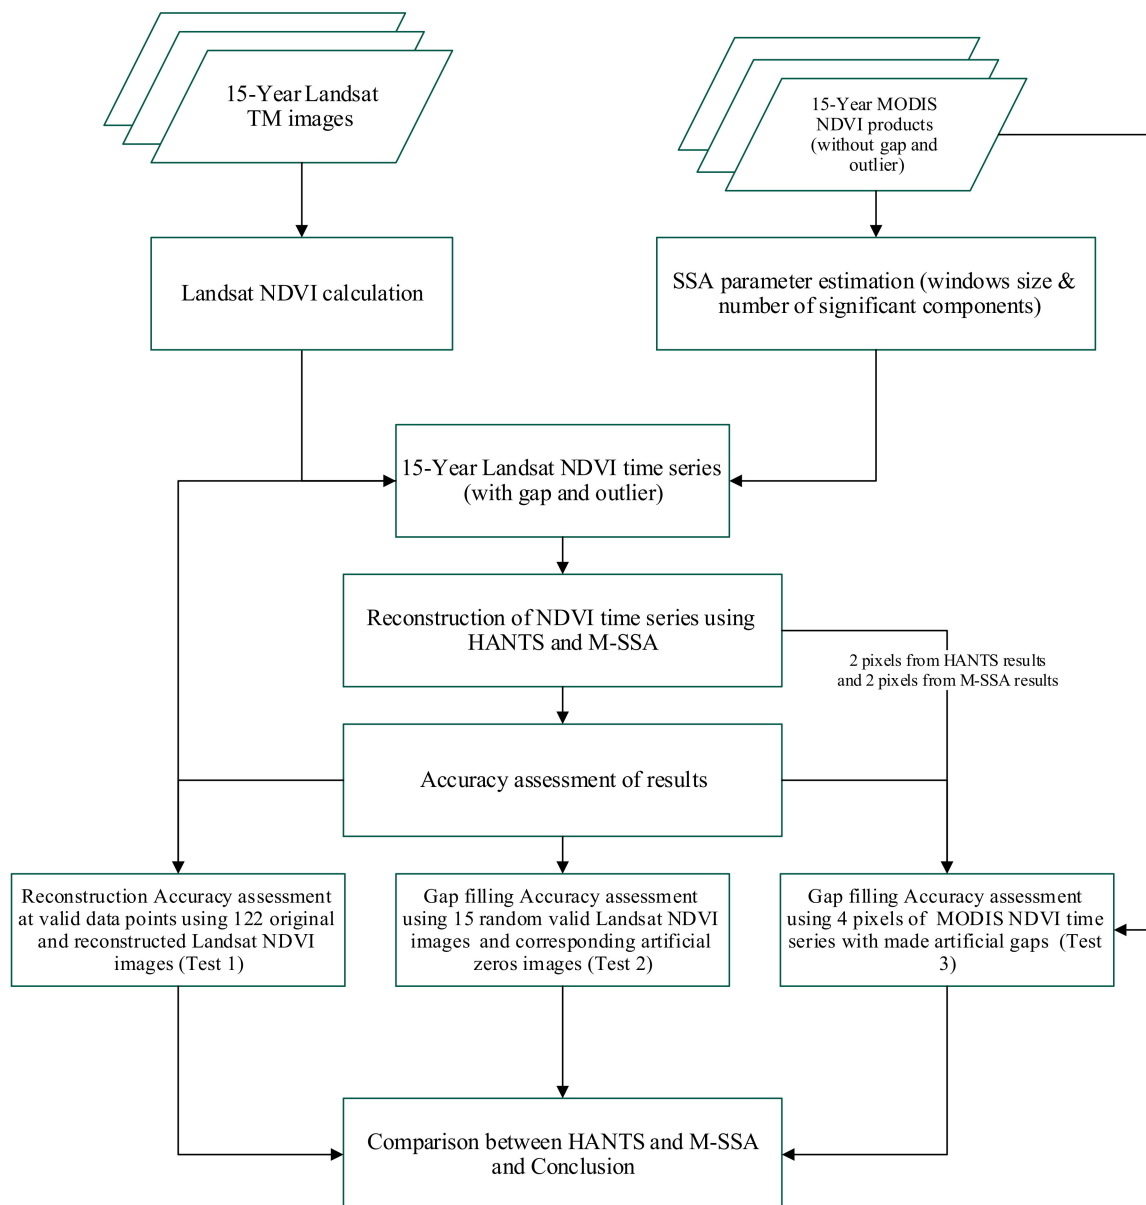 15-Year Landsat
TM images
15-Year MODIS
NDVI products
(without gap and
outlier)
Landsat NDVI calculation
SSA parameter estimation (windows size &
number of significant components)
15-Year Landsat NDVI time series
(with gap and outlier)
Reconstruction of NDVI time series using
HANTS and M-SSA
2 pixels from HANTS results
and 2 pixels from M-SSA results
Accuracy assessment of results
Reconstruction Accuracy assessment
at valid data points using 122 original
and reconstructed Landsat NDVI
images (Test 1)
Gap filling Accuracy assessment
using 15 random valid Landsat NDVI
images and corresponding artificial
zeros images (Test 2)
Gap filling Accuracy assessment
using 4 pixels of MODIS NDVI time
series with made artificial gaps (Test
3)
Comparison between HANTS and M-SSA
and Conclusion